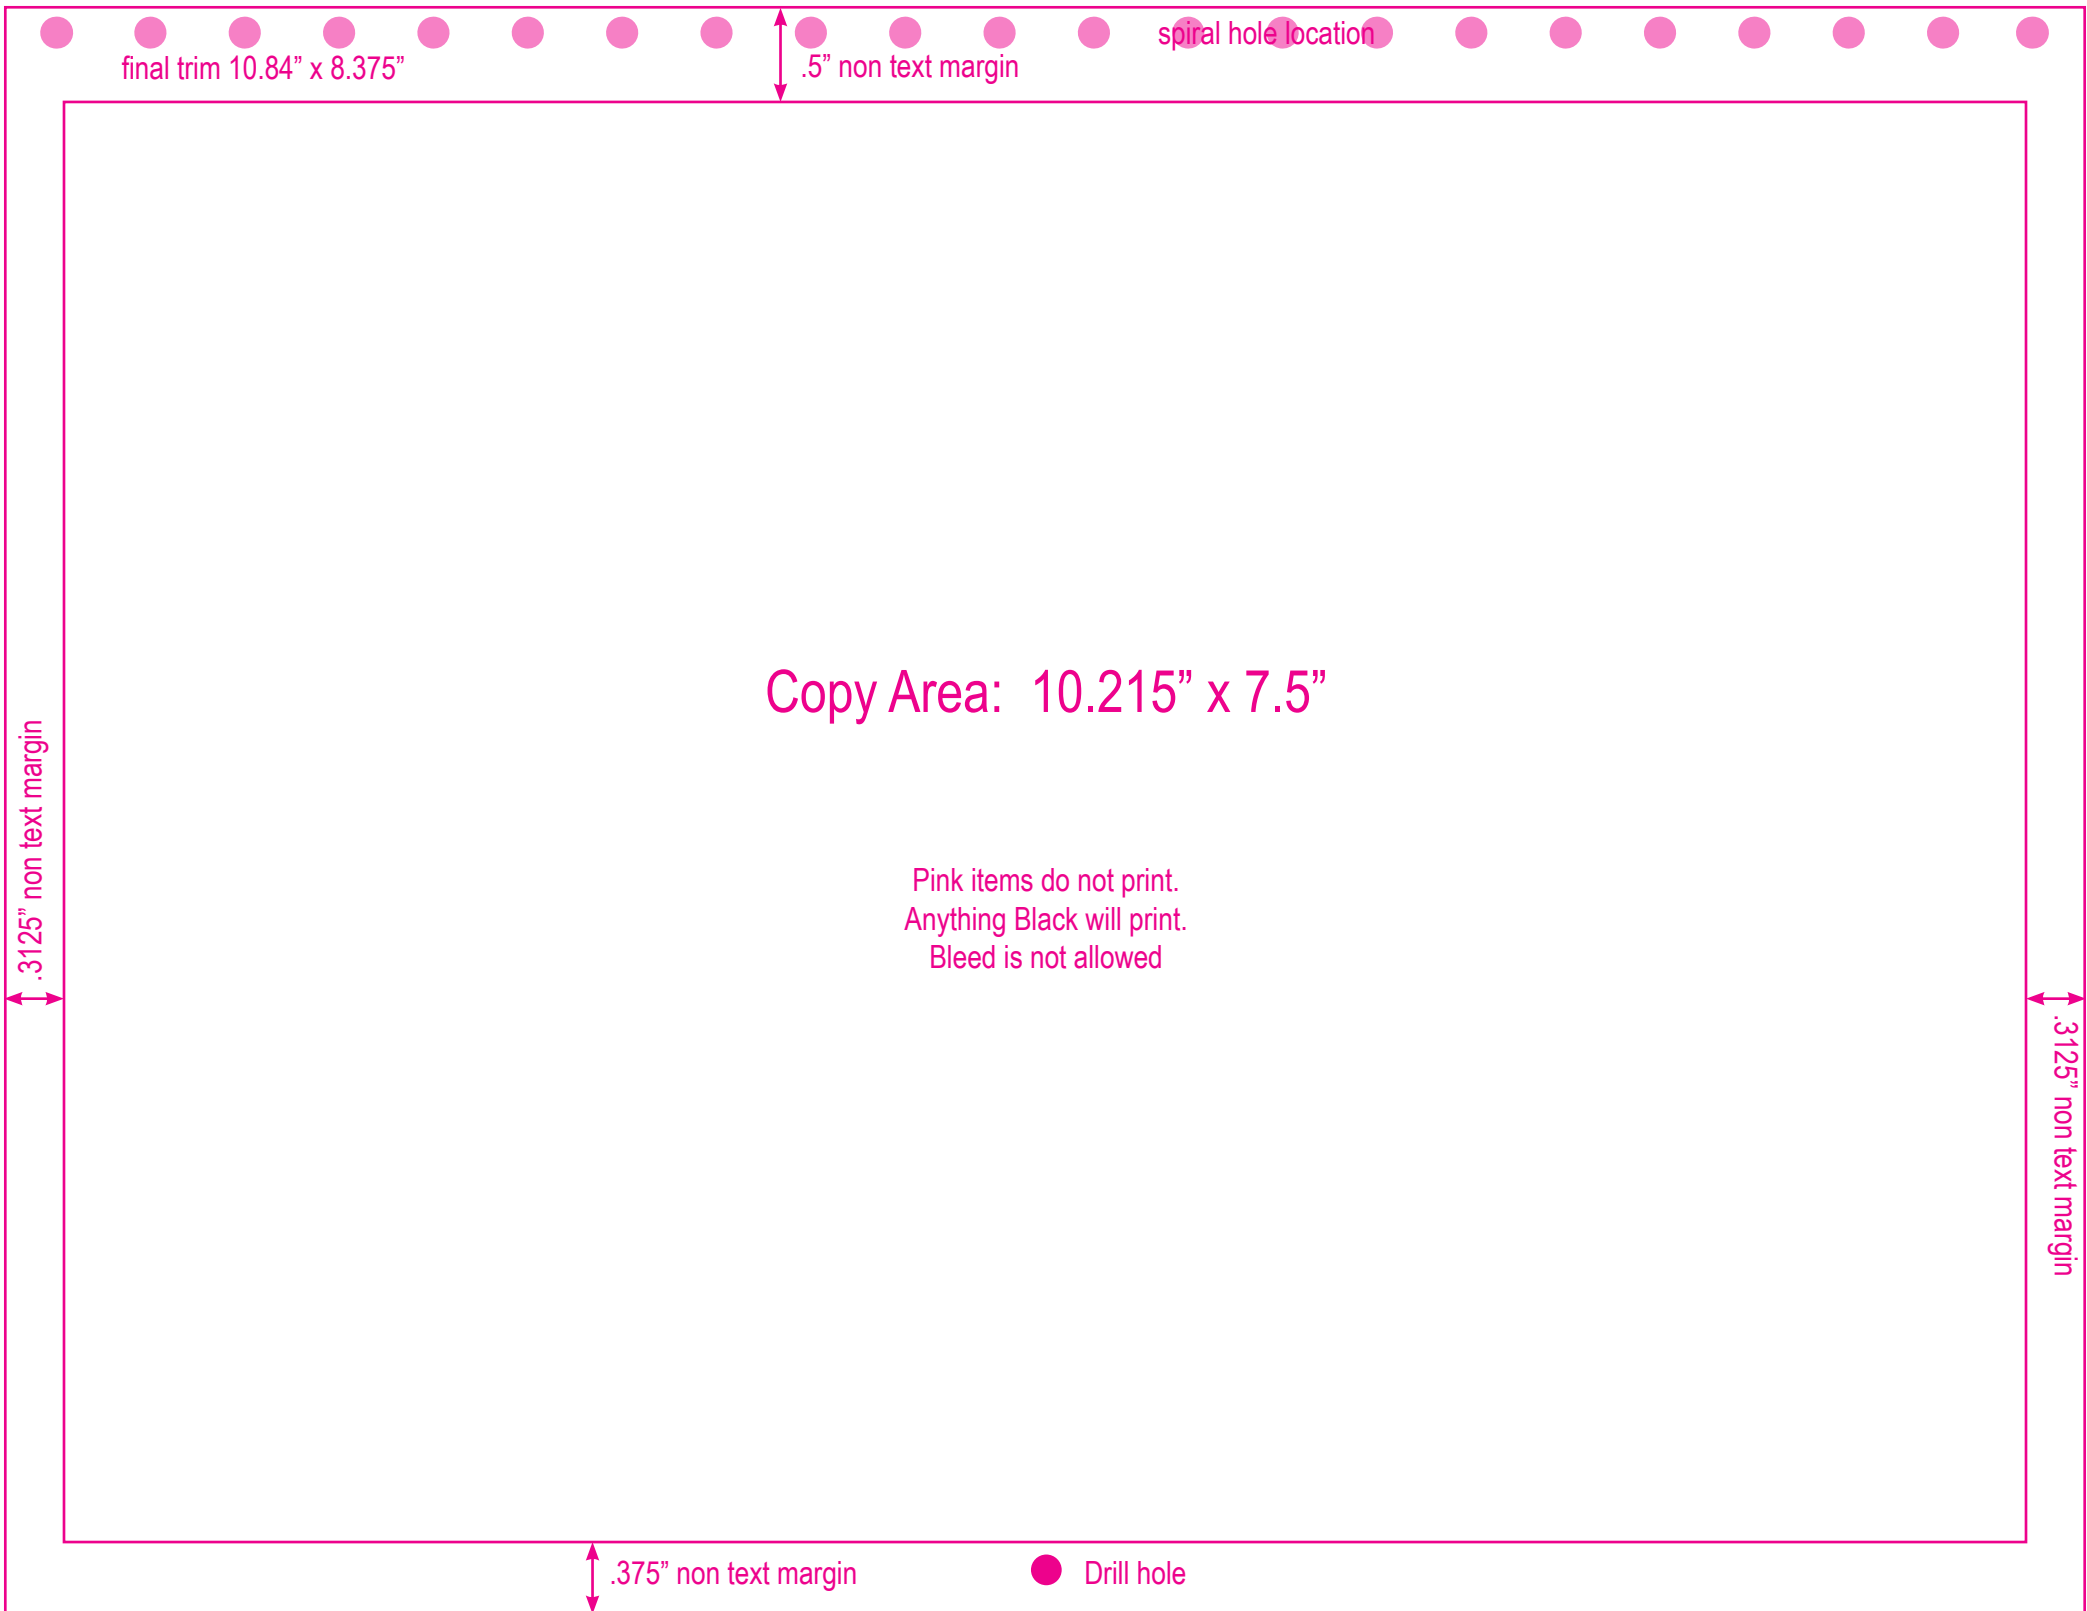 spiral hole location
final trim 10.84” x 8.375”
.5” non text margin
Copy Area:  10.215” x 7.5”
.3125” non text margin
Pink items do not print.
Anything Black will print.
Bleed is not allowed
.3125” non text margin
.375” non text margin
Drill hole